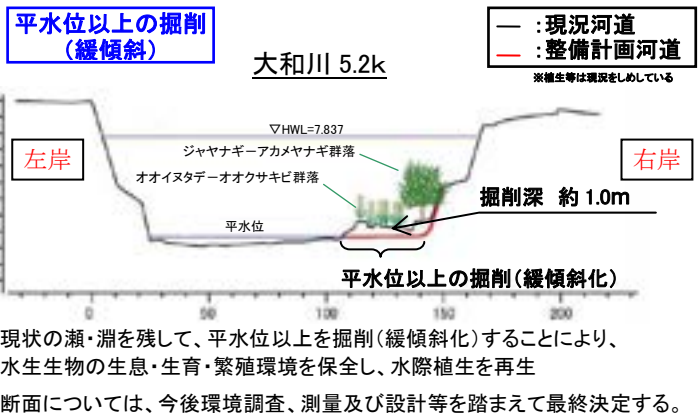 平水位以上の掘削
(緩傾斜)
大和川 5.2k
― :現況河道
― :整備計画河道
※植生等は現況をしめしている
▽HWL=7.837
ジャヤナギーアカメヤナギ群落
オオイヌタデーオオクサキビ群落
左岸
右岸
掘削深 約1.0m
平水位
平水位以上の掘削(緩傾斜化)
0 50 100 150 200
現状の瀬・淵を残して、平水位以上を掘削(緩傾斜化)することにより、
水生生物の生息・生育・繁殖環境を保全し、水際植生を再生
断面については、今後環境調査、測量及び設計等を踏まえて最終決定する。